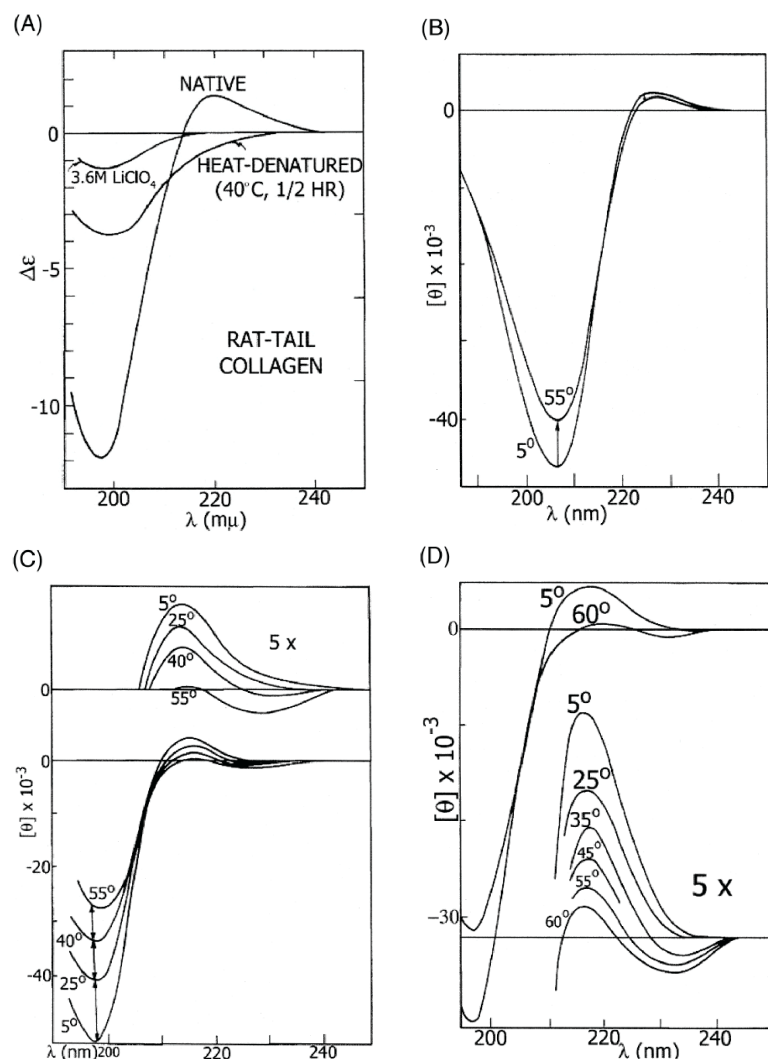 (A)
NATIVE
0
3.6M LiClO4
HEAT-DENATURED
(40°C, 1/2 HR)
Δε
-5
RAT-TAIL
COLLAGEN
-10
200 220 240
λ (mμ)
(B)
0
[θ] x 10-3
55°
-40
5⁰
200 220 240
λ (nm)
(C)
5°
25°
5 x
40°
0
55°
0
[θ] x 10-3
-20
55°
40°
-40
25°
5°
λ (nm) 200 220 240
(D)
5°
60°
0
5°
[θ] x 10-3
25°
35°
45°
5 x
55°
-30
60°
200 220 240
λ (nm)